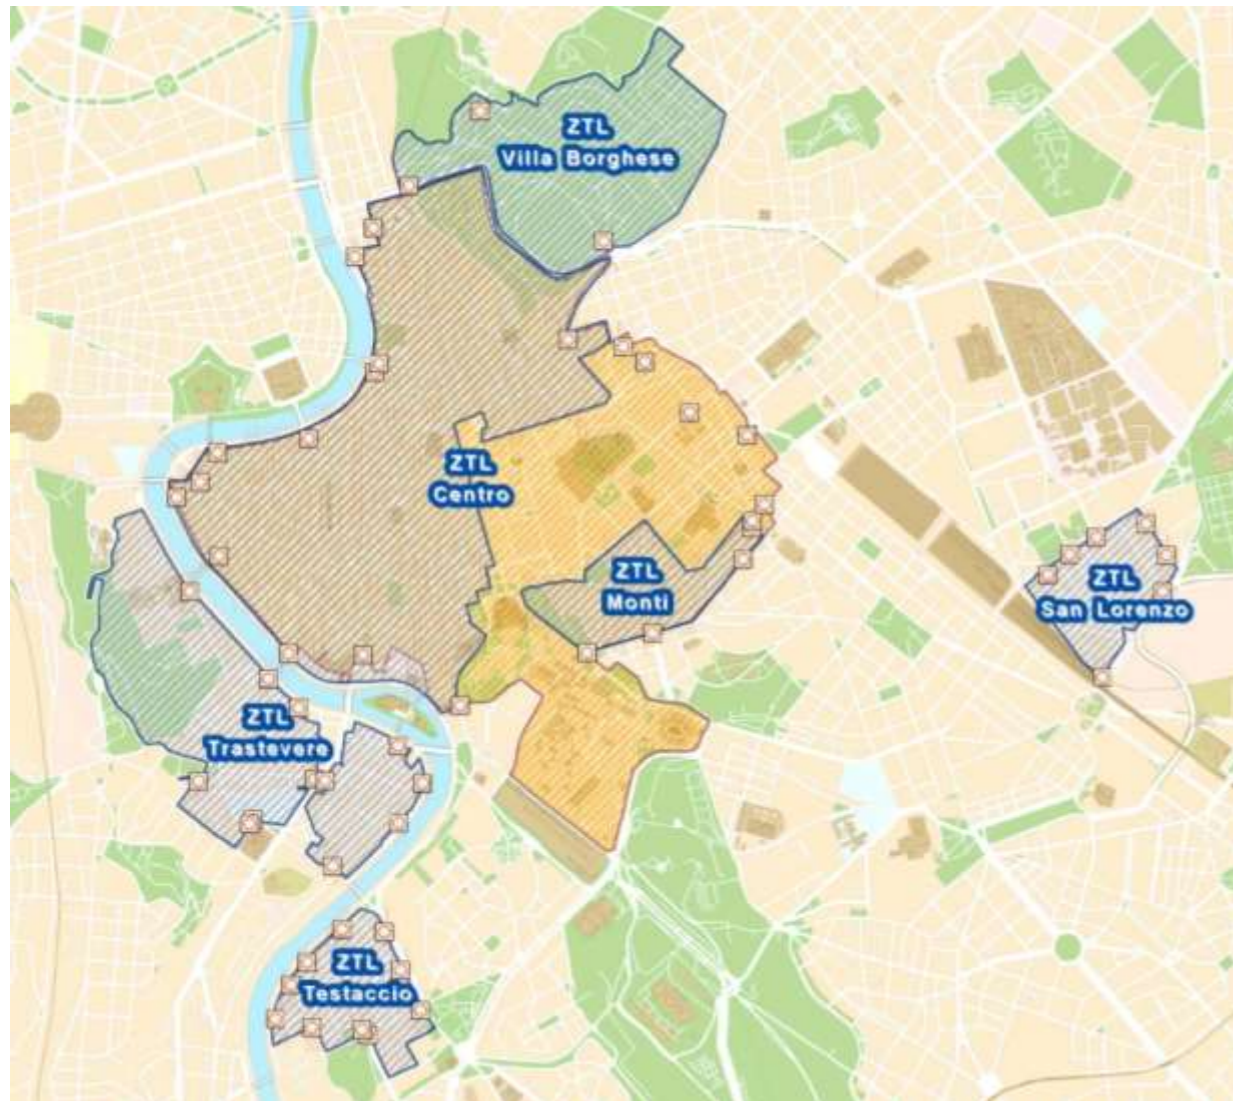 ZTL
Villa Borghese
ZTL
Centro
ZTL
Monti
ZTL
San Lorenzo
ZTL
Trastevere
ZTL
Testaccio